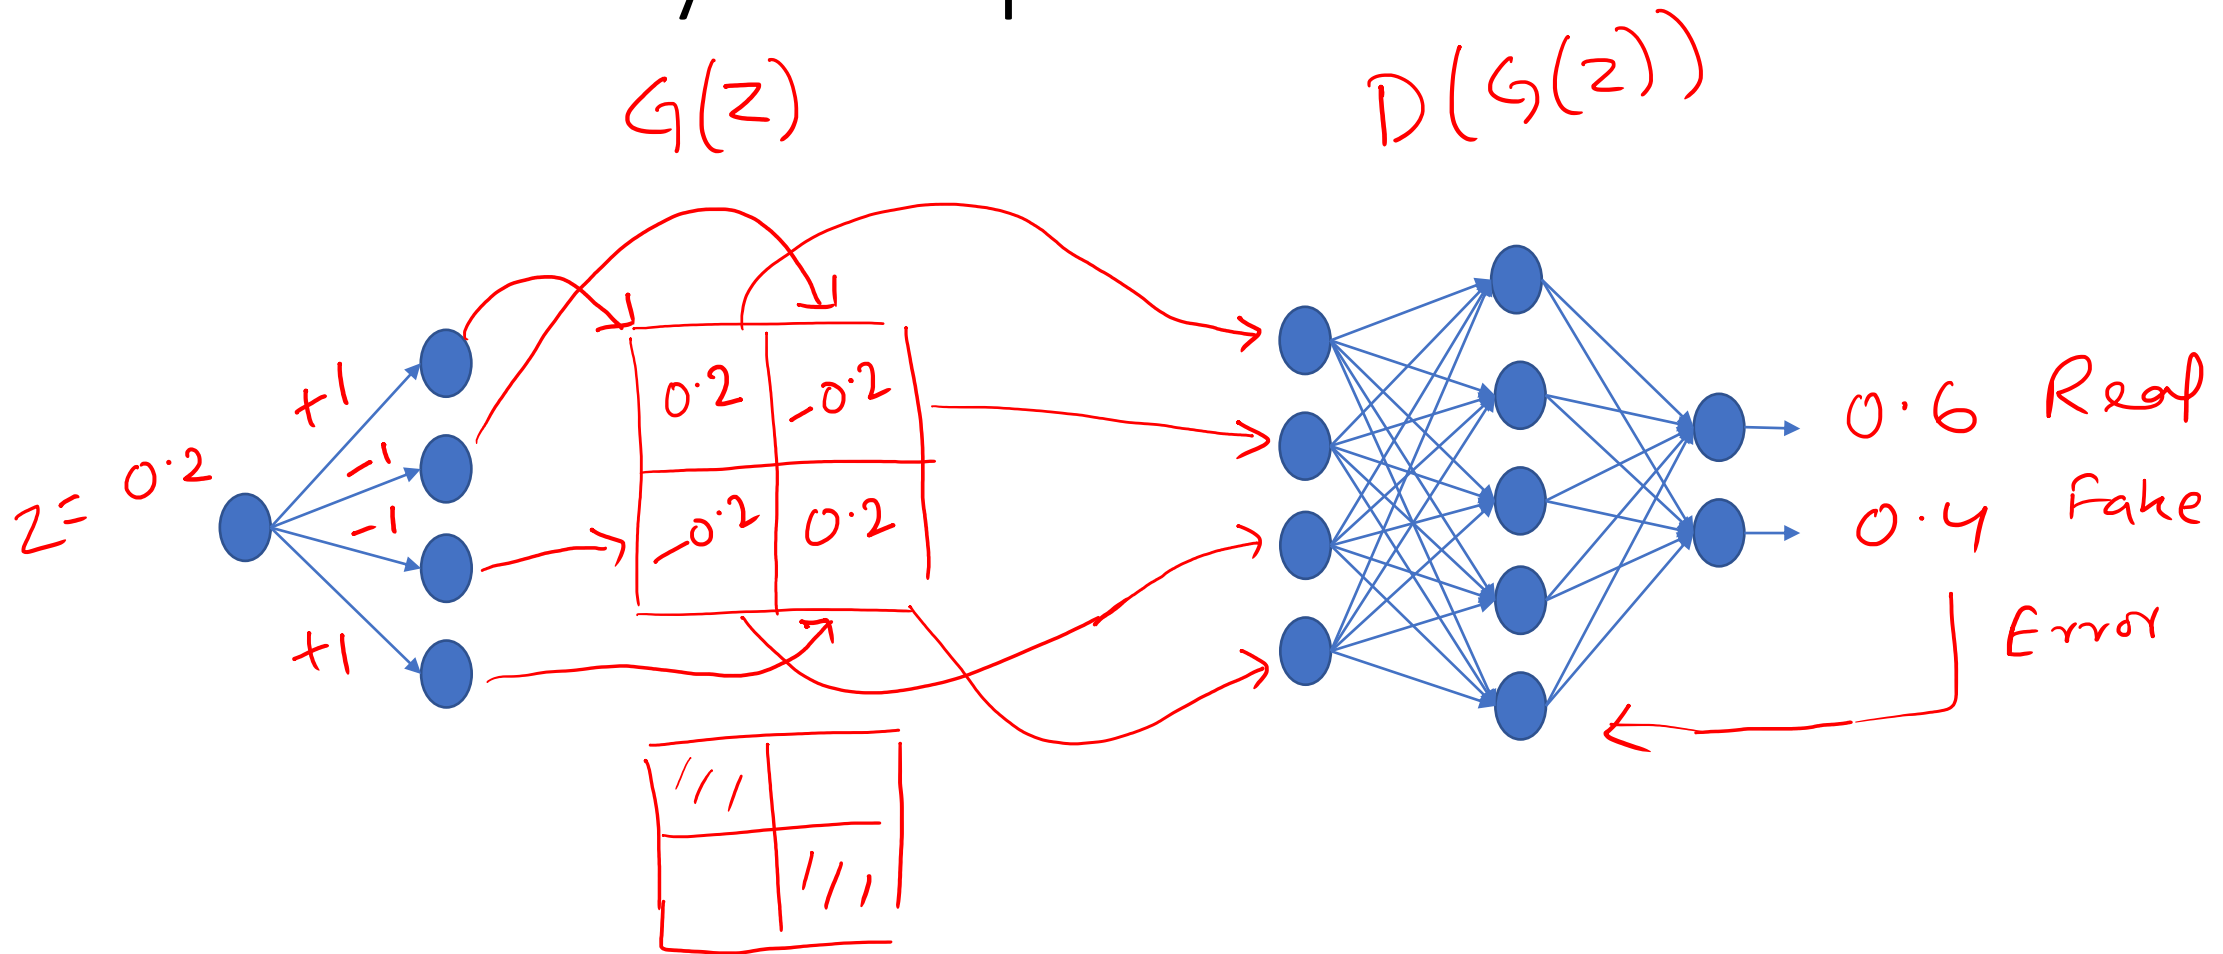 G(Z)
D(G(Z))
+1
-1
-1
+1
Z= 0.2
0.2 -0.2
-0.2 0.2
0.6 Real
0.4 Fake
Error